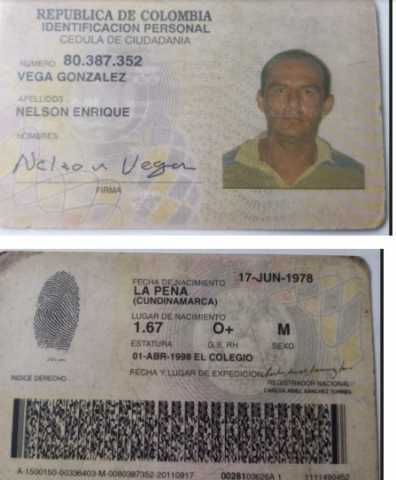 REPUBLICA DE COLOMBIA
IDENTIFICACION PERSONAL
CEDULA DE CIUDADANIA
NUMERO 80.387.352
VEGA GONZALEZ
APELLIDOS
NELSON ENRIQUE
NOMBRES
Nelson Vega
FIRMA
FECHA DE NACIMIENTO 17-JUN-1978
LA PEÑA
(CUNDINAMARCA)
LUGAR DE NACIMIENTO
1.67 O+ M
ESTATURA G.S. RH SEXO
01-ABR-1998 EL COLEGIO
FECHA Y LUGAR DE EXPEDICION
INDICE DERECHO
REGISTRADOR NACIONAL
CARLOS ARIEL SANCHEZ TORRES
A-1500150-00336403-M-0080387352-20110917 0028103626A 1 1111490452